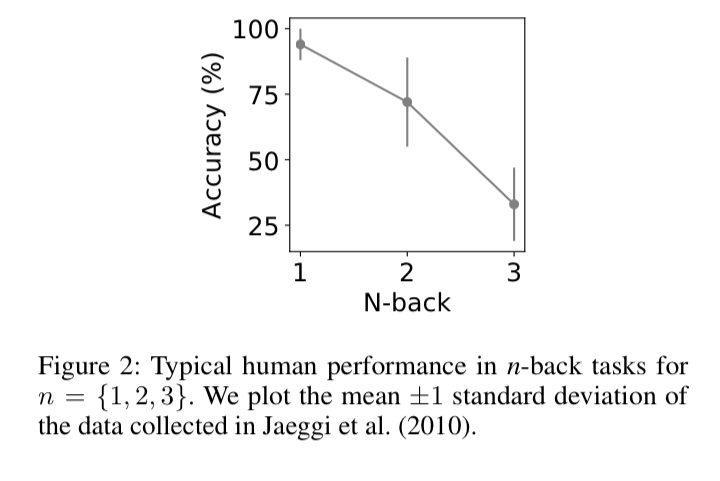 100
75
50
25
Accuracy (%)
1 2 3
N-back
Figure 2: Typical human performance in n-back tasks for
n = {1, 2, 3}. We plot the mean ±1 standard deviation of
the data collected in Jaeggi et al. (2010).